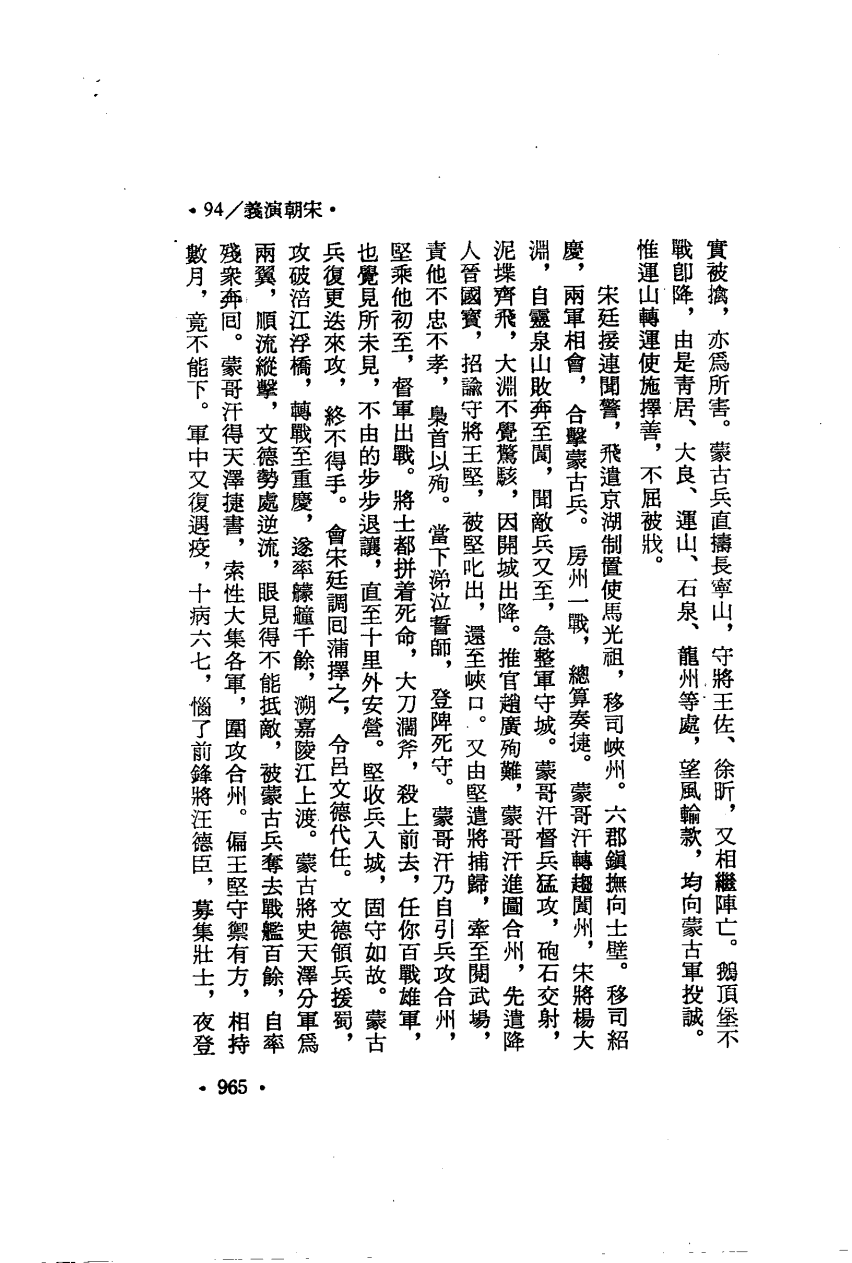 •94／義演朝宋•
實被擒，亦爲所害。蒙古兵直擣長寧山，守將王佐、徐昕，又相繼陣亡。鵝頂堡不
戰卽降，由是靑居、大良、運山、石泉、龍州等處，望風輸款，均向蒙古軍投誠。
惟運山轉運使施擇善，不屈被戕。
宋廷接連聞警，飛遣京湖制置使馬光祖，移司峽州。六郡鎭撫向士壁。移司紹
慶，兩軍相會，合擊蒙古兵。房州一戰，總算奏捷。蒙哥汗轉趨閬州，宋將楊大
淵，自靈泉山敗奔至閬，聞敵兵又至，急整軍守城。蒙哥汗督兵猛攻，砲石交射，
泥堞齊飛，大淵不覺驚駭，因開城出降。推官趙廣殉難，蒙哥汗進圖合州，先遣降
人晉國寶，招諭守將王堅，被堅叱出，還至峽口。又由堅遣將捕歸，牽至閱武場，
責他不忠不孝，梟首以殉。當下涕泣誓師，登陴死守。蒙哥汗乃自引兵攻合州，
堅乘他初至，督軍出戰。將士都拼着死命，大刀濶斧，殺上前去，任你百戰雄軍，
也覺見所未見，不由的步步退讓，直至十里外安營。堅收兵入城，固守如故。蒙古
兵復更迭來攻，終不得手。會宋廷調囘蒲擇之，令呂文德代任。文德領兵援蜀，
攻破涪江浮橋，轉戰至重慶，遂率艨艟千餘，溯嘉陵江上渡。蒙古將史天澤分軍爲
兩翼，順流縱擊，文德勢處逆流，眼見得不能抵敵，被蒙古兵奪去戰艦百餘，自率
殘衆奔囘。蒙哥汗得天澤捷書，索性大集各軍，圍攻合州。偏王堅守禦有方，相持
數月，竟不能下。軍中又復遇疫，十病六七，惱了前鋒將汪德臣，募集壯士，夜登
•965•